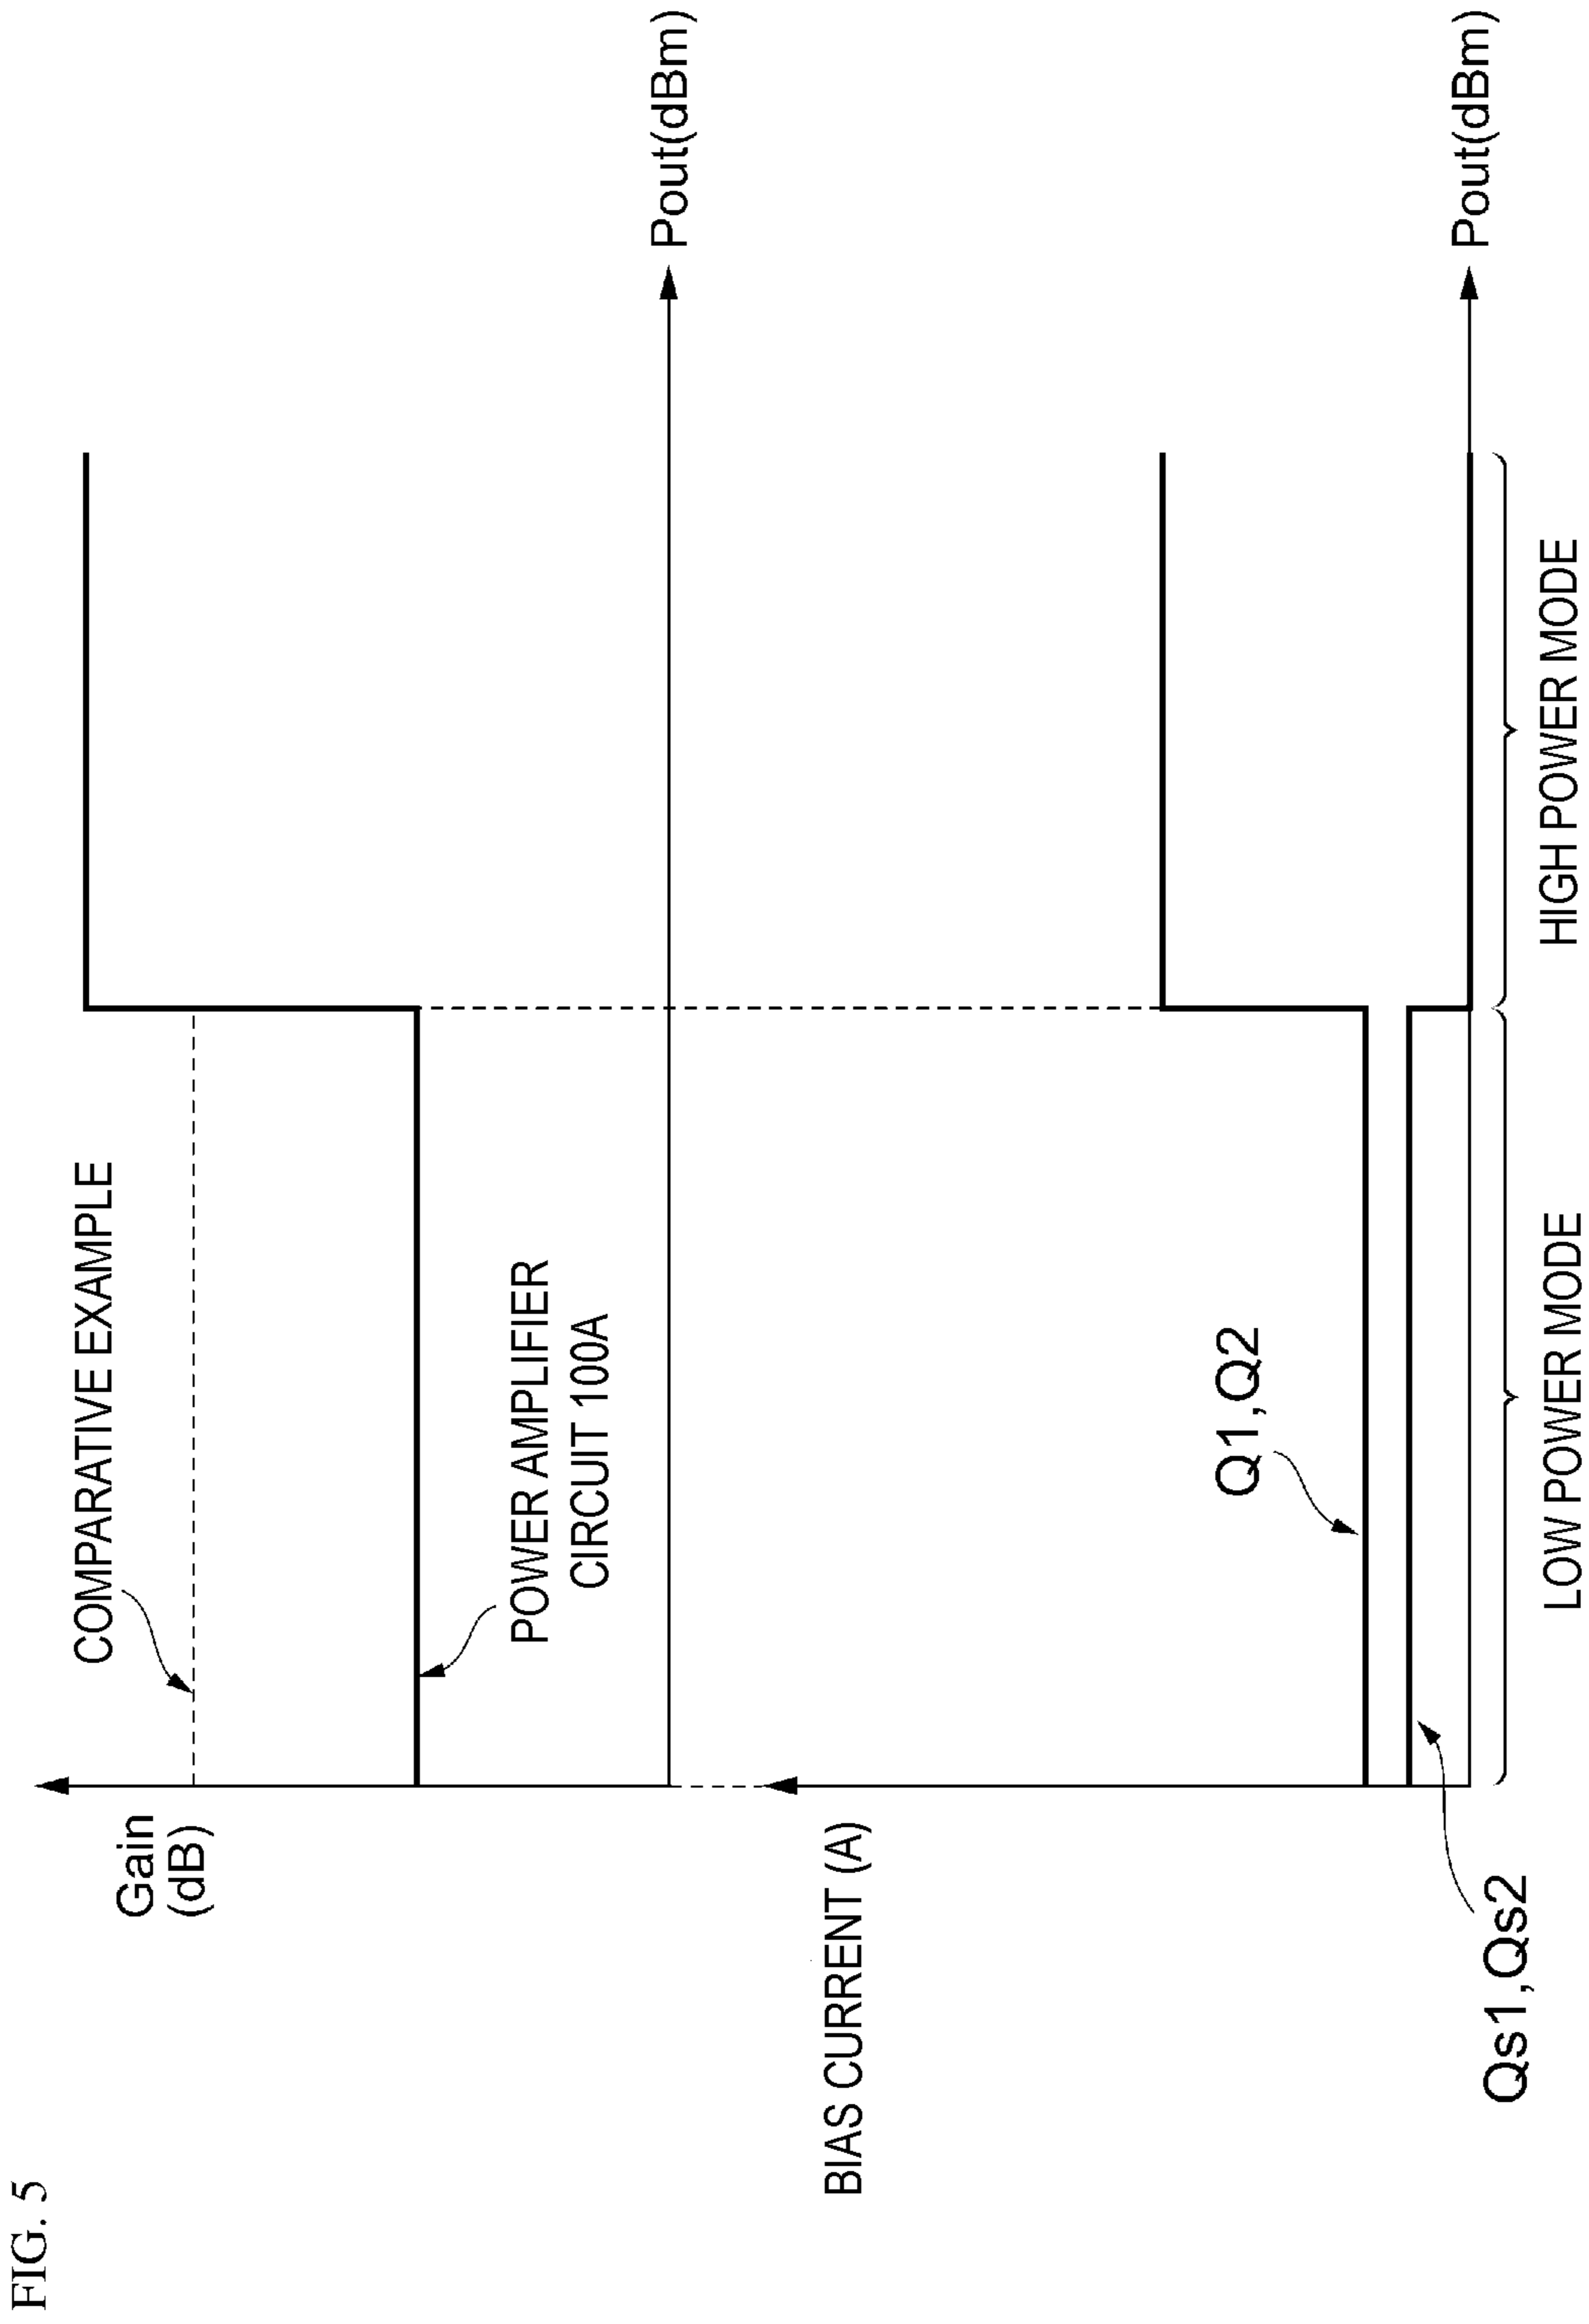 FIG. 5
Gain
(dB)
COMPARATIVE EXAMPLE
POWER AMPLIFIER
CIRCUIT 100A
Pout(dBm)
BIAS CURRENT (A)
Q1,Q2
Qs1,Qs2
Pout(dBm)
LOW POWER MODE
HIGH POWER MODE